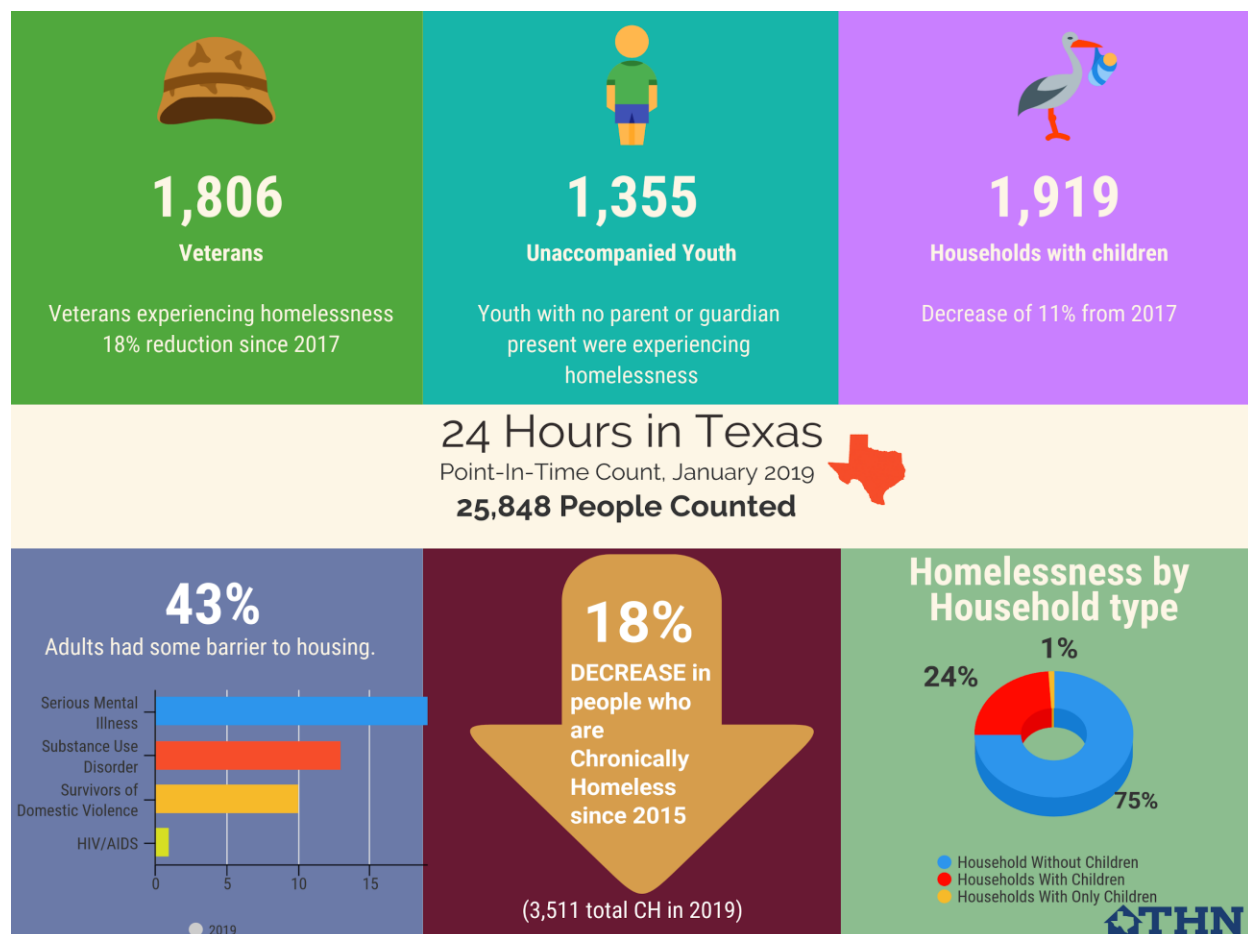 1,806
Veterans
Veterans experiencing homelessness
18% reduction since 2017
1,355
Unaccompanied Youth
Youth with no parent or guardian
present were experiencing
homelessness
1,919
Households with children
Decrease of 11% from 2017
24 Hours in Texas
Point-In-Time Count, January 2019
25,848 People Counted
43%
Adults had some barrier to housing.
Serious Mental
Illness
Substance Use
Disorder
Survivors of
Domestic Violence
HIV/AIDS
0 5 10 15
2019
18%
DECREASE in
people who
are
Chronically
Homeless
since 2015
(3,511 total CH in 2019)
Homelessness by
Household type
1%
24%
75%
Household Without Children
Households With Children
Households With Only Children
THN